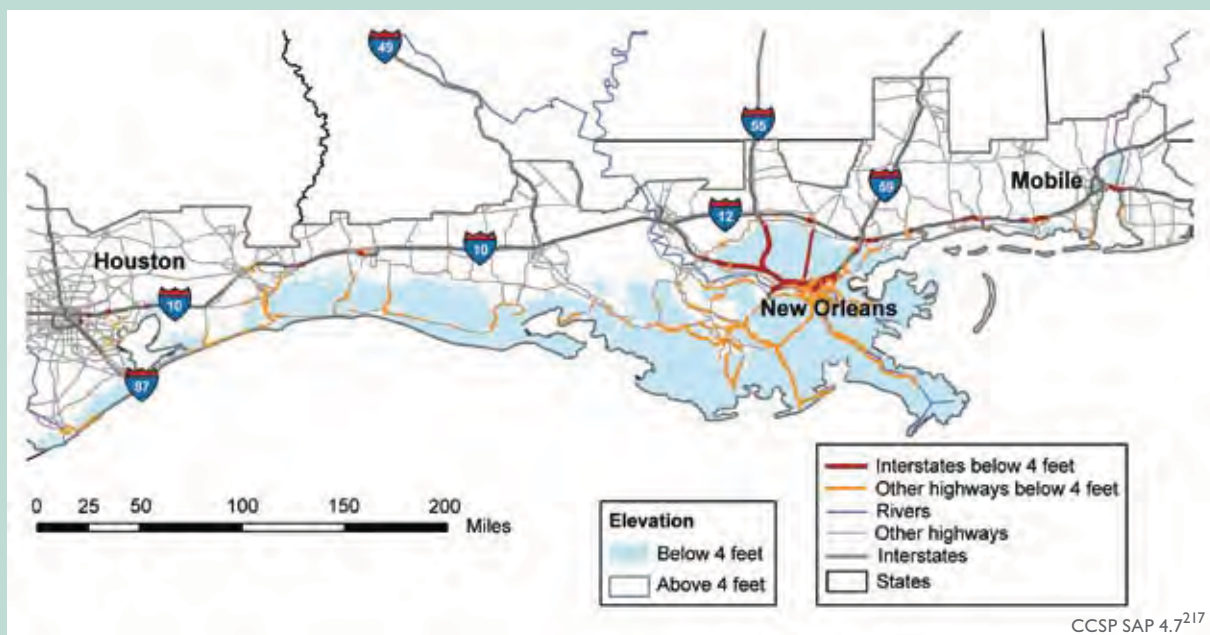 49
55
59
Mobile
12
10
Houston
10
New Orleans
87
0 25 50 100 150 200
Miles
Elevation
Below 4 feet
Above 4 feet
Interstates below 4 feet
Other highways below 4 feet
Rivers
Other highways
Interstates
States
CCSP SAP 4.7217